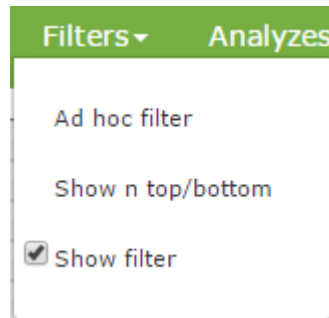 Filters Analyzes
Ad hoc filter
Show n top/bottom
Show filter